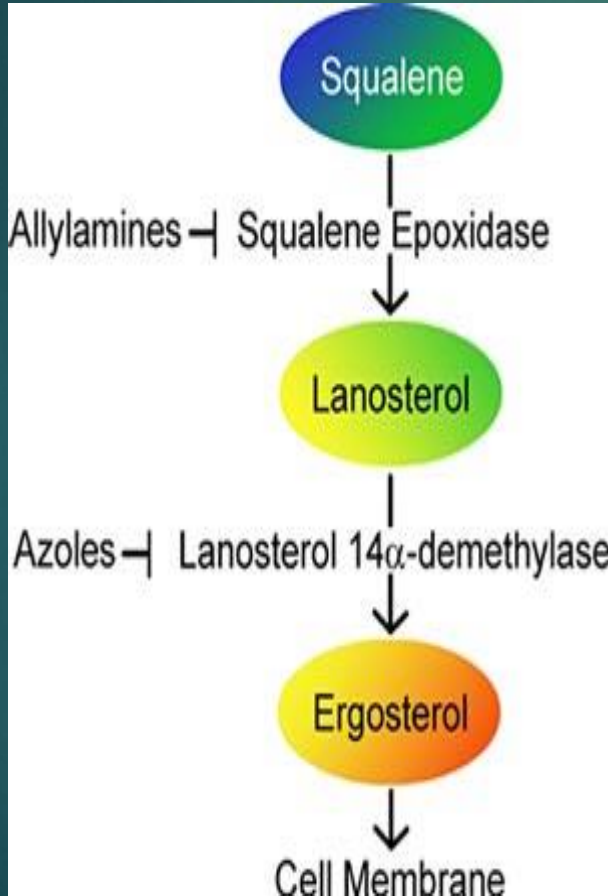 Squalene
Allylamines ⊣ Squalene Epoxidase
Lanosterol
Azoles ⊣ Lanosterol 14α-demethylase
Ergosterol
Cell Membrane